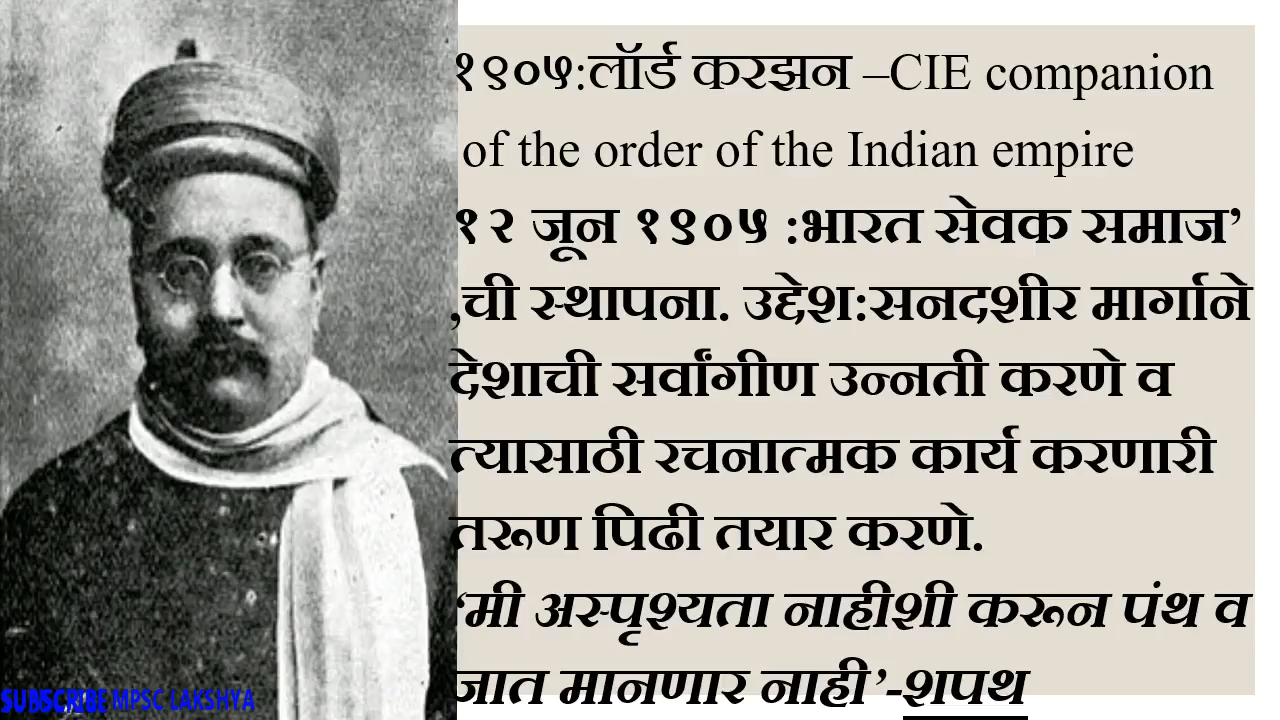 १९०५:लॉर्ड करझन –CIE companion
of the order of the Indian empire
१२ जून १९०५ :भारत सेवक समाज’
,ची स्थापना. उद्देश:सनदशीर मार्गाने
देशाची सर्वांगीण उन्नती करणे व
त्यासाठी रचनात्मक कार्य करणारी
तरूण पिढी तयार करणे.
‘मी अस्पृश्यता नाहीशी करून पंथ व
जात मानणार नाही’-शपथ
SUBSCRIBE MPSC LAKSHYA